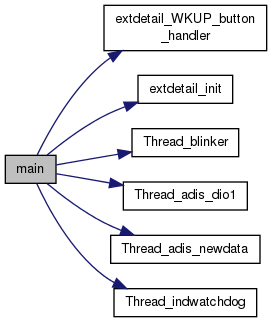 extdetail_WKUP_button
_handler
extdetail_init
main
Thread_blinker
Thread_adis_dio1
Thread_adis_newdata
Thread_indwatchdog